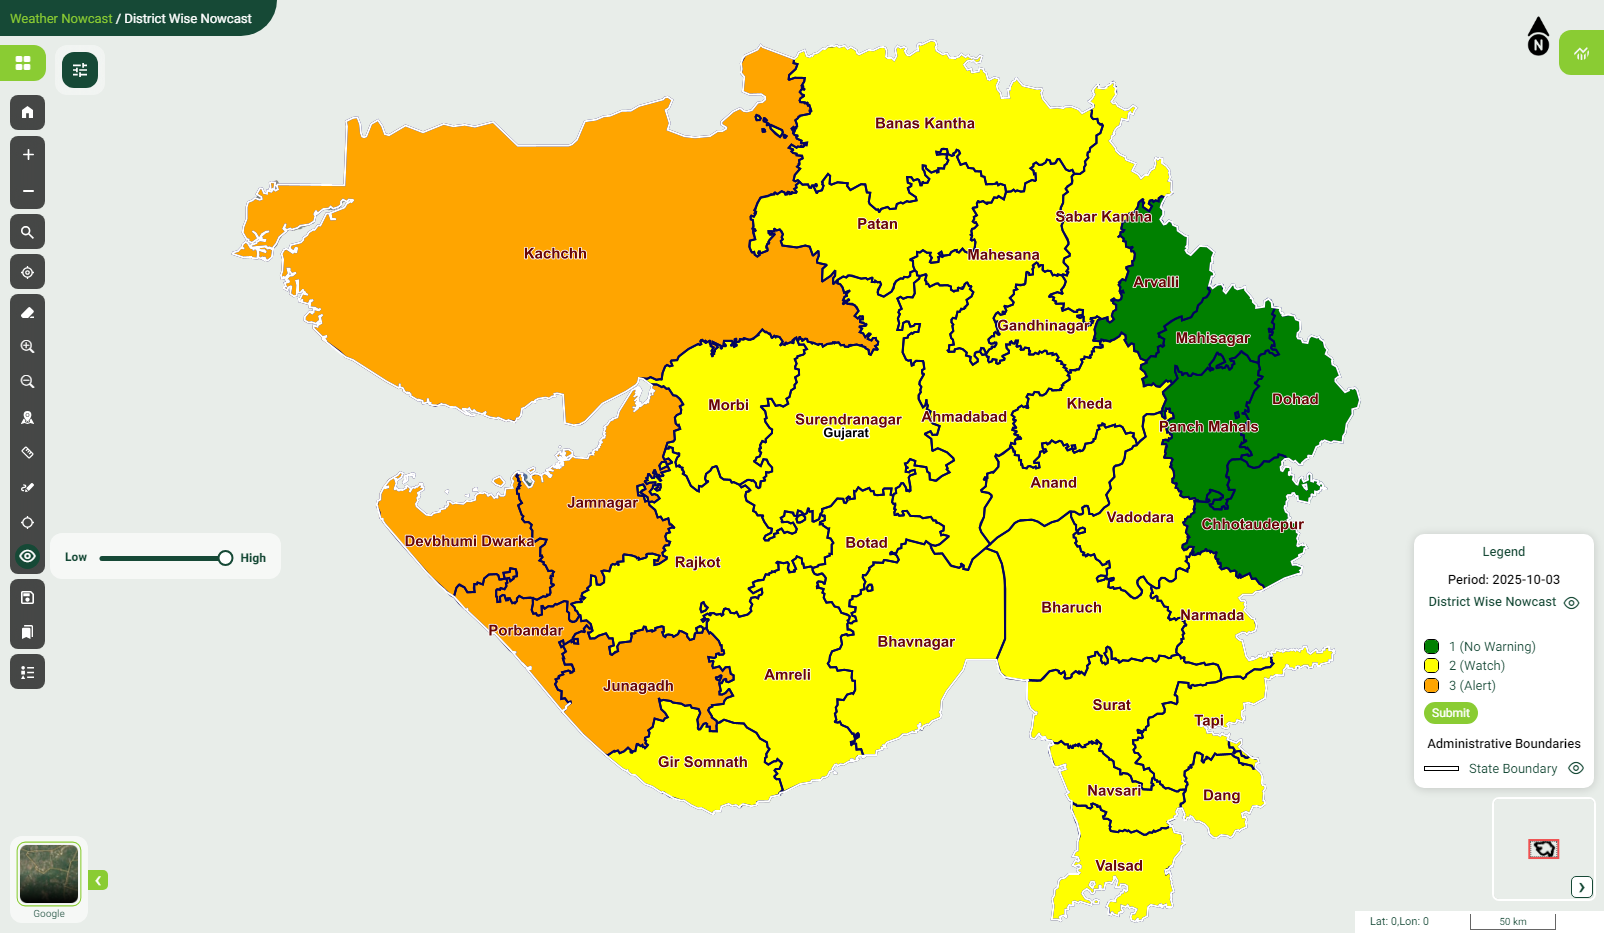 Weather Nowcast / District Wise Nowcast
N
Banas Kantha
Patan
Sabar Kantha
Kachchh
Mahesana
Arvalli
Gandhinagar
Mahisagar
Dohad
Morbi
Kheda
Surendranagar
Ahmadabad
Gujarat
Panch Mahals
Anand
Jamnagar
Vadodara
Chhotaudepur
Devbhumi Dwarka
Botad
Rajkot
Low
High
Bharuch
Narmada
Porbandar
Bhavnagar
Junagadh
Amreli
Surat
Tapi
Gir Somnath
Navsari
Dang
Valsad
Legend
Period: 2025-10-03
District Wise Nowcast
1 (No Warning)
2 (Watch)
3 (Alert)
Submit
Administrative Boundaries
State Boundary
Google
Lat: 0,Lon: 0
50 km